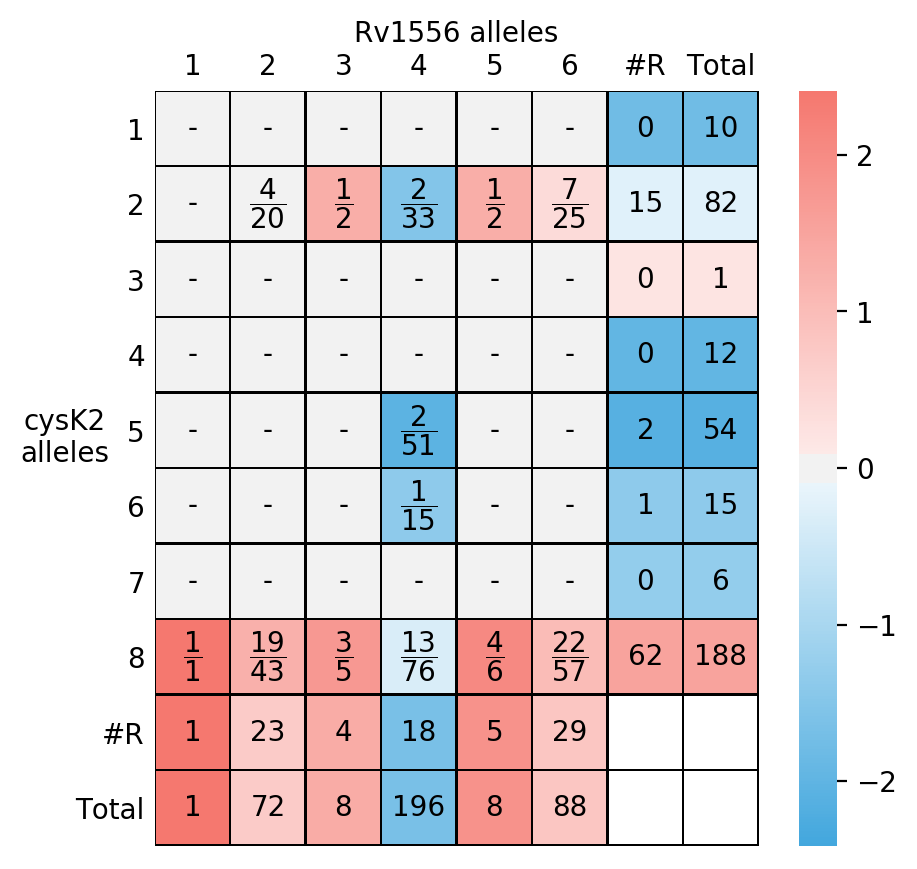 Rv1556 alleles
1 2 3 4 5 6 #R Total
1 - - - - - - 0 10
2 - 4/20 1/2 2/33 1/2 7/25 15 82
3 - - - - - - 0 1
4 - - - - - - 0 12
cysK2
alleles
5 - - - 2/51 - - 2 54
6 - - - 1/15 - - 1 15
7 - - - - - - 0 6
8 1/1 19/43 3/5 13/76 4/6 22/57 62 188
#R 1 23 4 18 5 29
Total 1 72 8 196 8 88
2
1
0
−1
−2